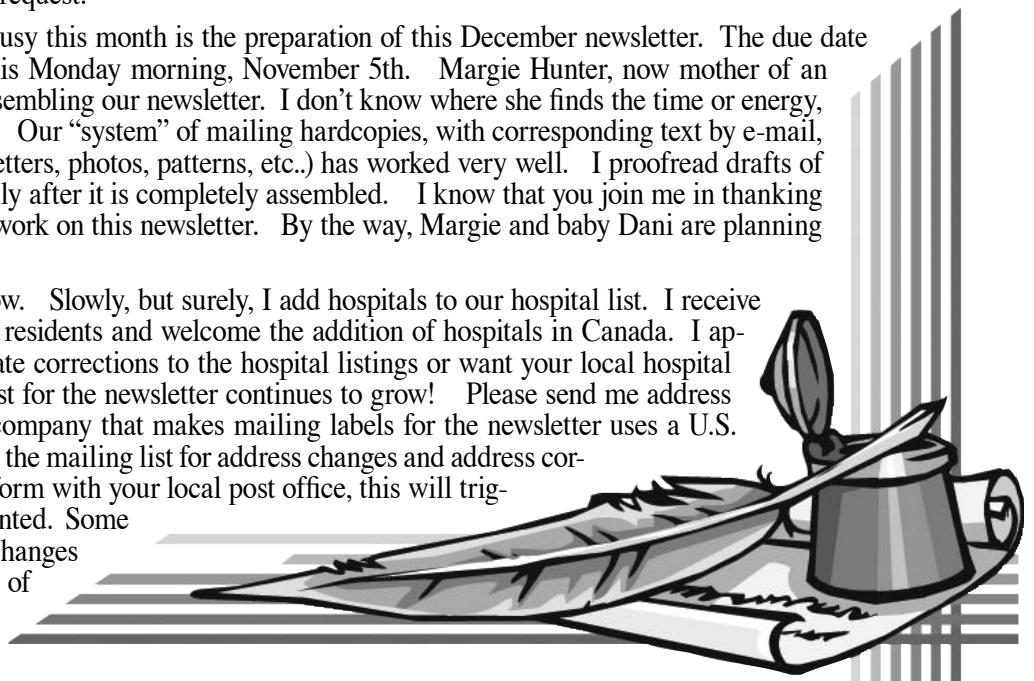 request.
usy this month is the preparation of this December newsletter. The due date
is Monday morning, November 5th. Margie Hunter, now mother of an
sembling our newsletter. I don’t know where she finds the time or energy,
Our “system” of mailing hardcopies, with corresponding text by e-mail,
etters, photos, patterns, etc..) has worked very well. I proofread drafts of
ly after it is completely assembled. I know that you join me in thanking
work on this newsletter. By the way, Margie and baby Dani are planning
ow. Slowly, but surely, I add hospitals to our hospital list. I receive
residents and welcome the addition of hospitals in Canada. I ap-
ate corrections to the hospital listings or want your local hospital
st for the newsletter continues to grow! Please send me address
company that makes mailing labels for the newsletter uses a U.S.
the mailing list for address changes and address cor-
form with your local post office, this will trig-
nted. Some
changes
of